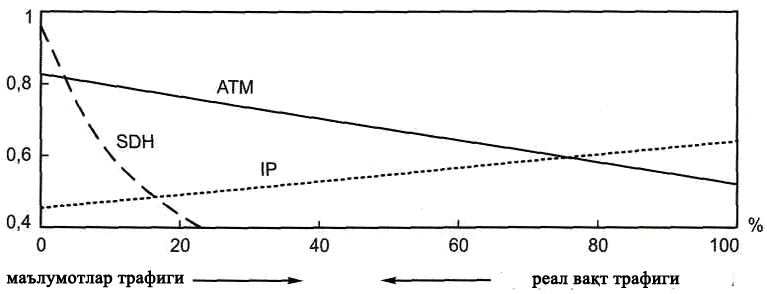 1
0,8
0,6
0,4
ATM
SDH
IP
0 20 40 60 80 100 %
маълумотлар трафиги реал вақт трафиги